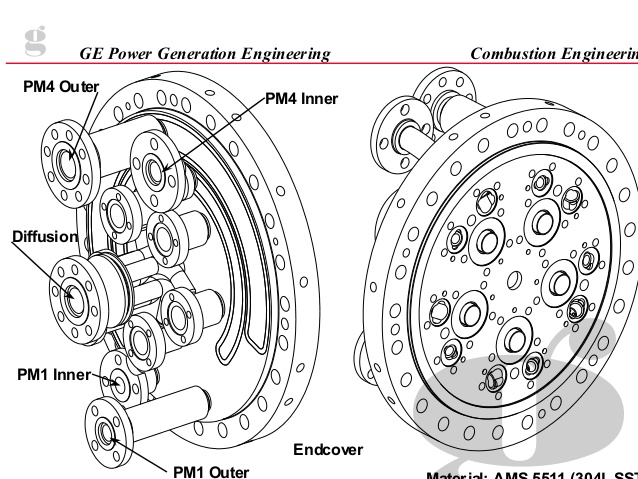 g
GE Power Generation Engineering
Combustion Engineerin
PM4 Outer
PM4 Inner
Diffusion
PM1 Inner
Endcover
PM1 Outer
Material: AMS 5511 (304L SST